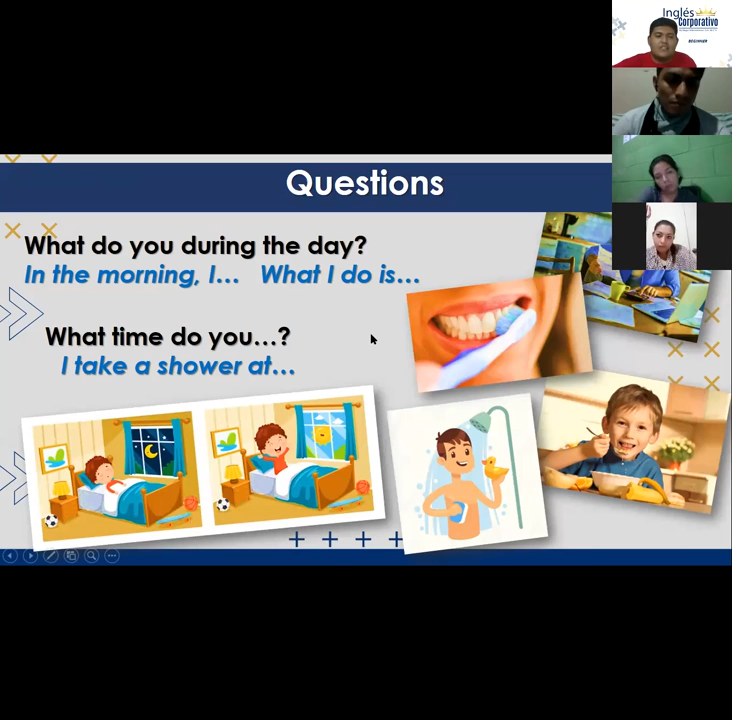 Inglés
Corporativo
BEGINNER
Questions
What do you during the day?
In the morning, I... What I do is...
What time do you...?
I take a shower at...